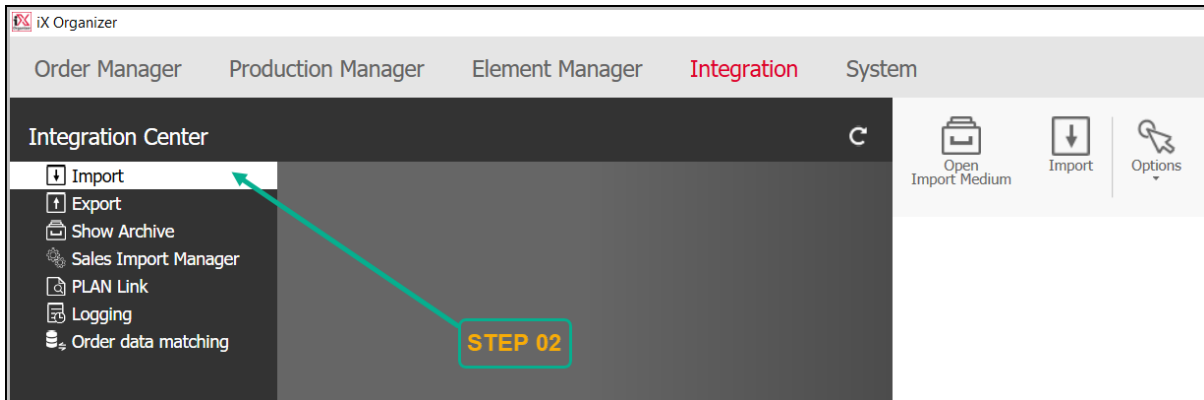 iX Organizer
Order Manager Production Manager Element Manager Integration System
Integration Center
Import
Export
Show Archive
Sales Import Manager
PLAN Link
Logging
Order data matching
Open
Import Medium
Import
Options
STEP 02